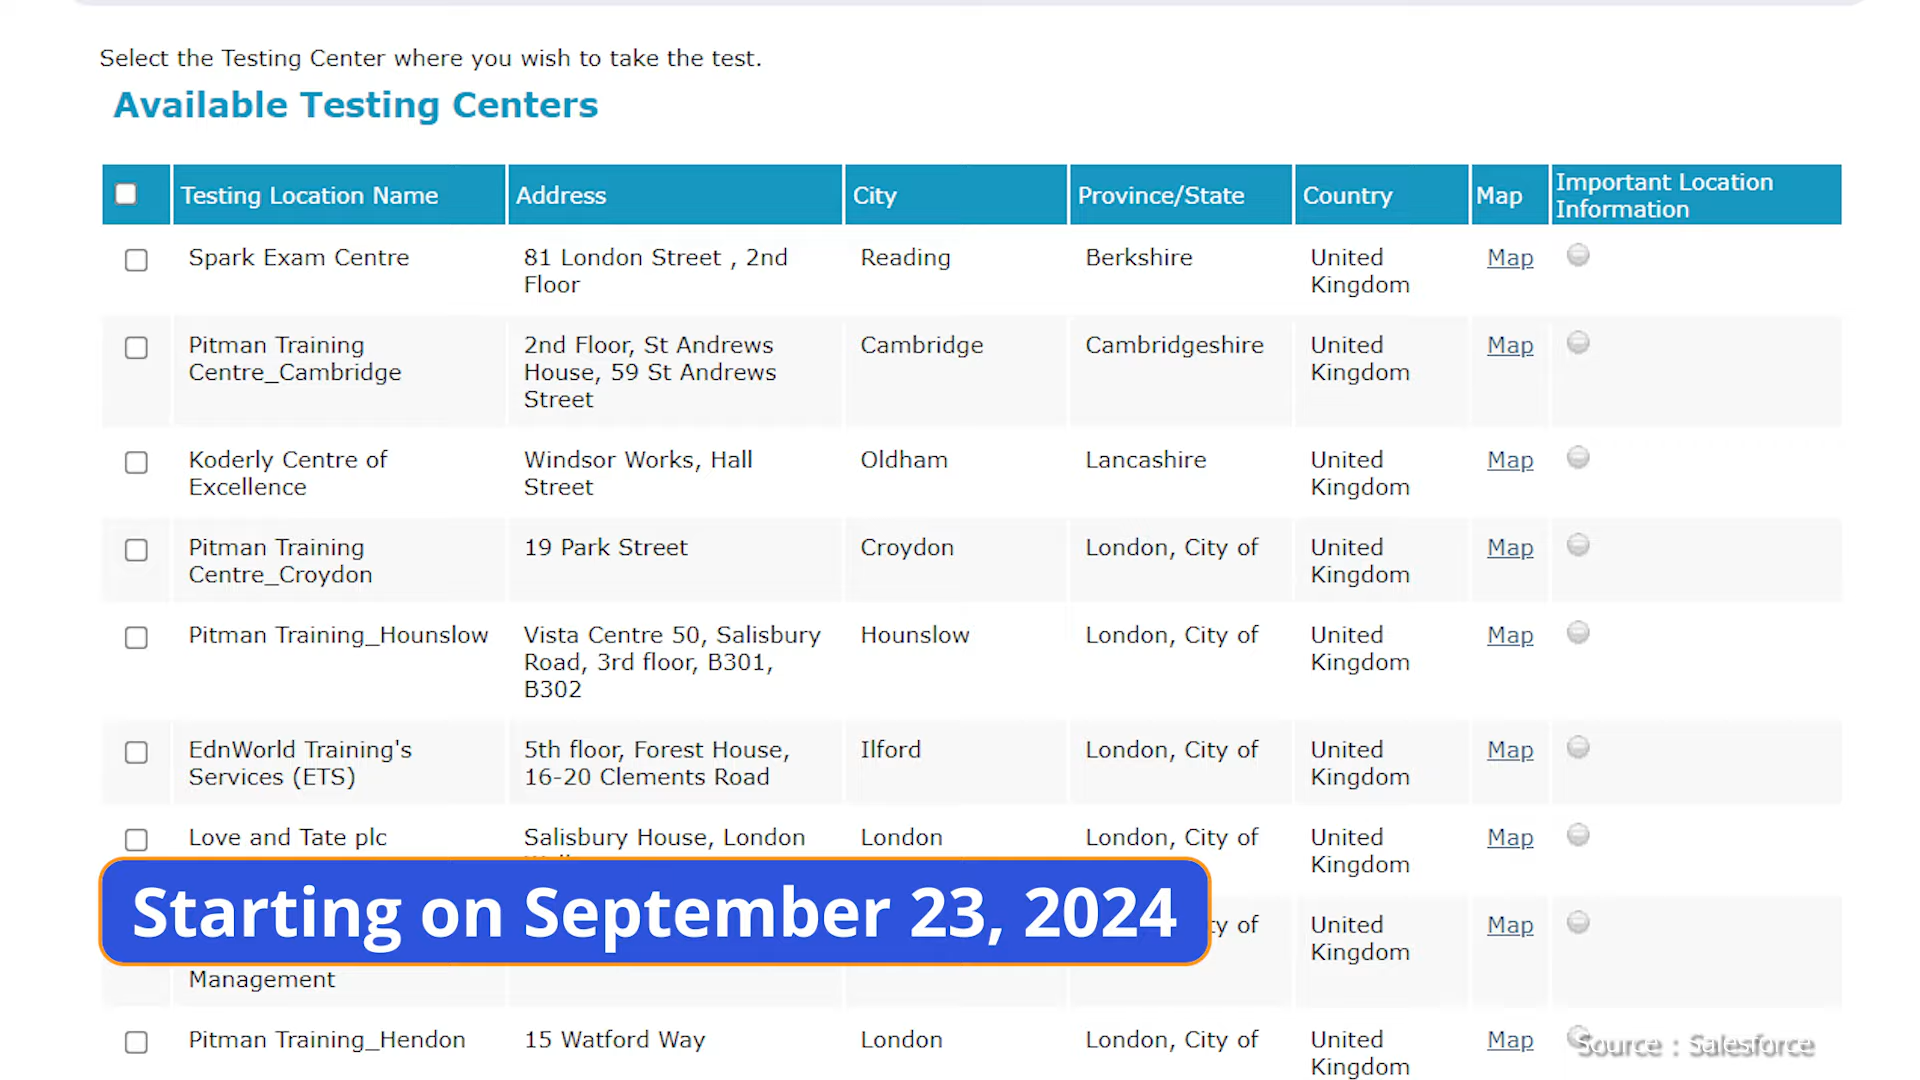 Select the Testing Center where you wish to take the test.
Available Testing Centers
Testing Location Name Address City Province/State Country Map Important Location Information
Spark Exam Centre 81 London Street , 2nd Reading Berkshire United Map
Floor Kingdom
Pitman Training 2nd Floor, St Andrews Cambridge Cambridgeshire United Map
Centre_Cambridge House, 59 St Andrews Kingdom
Street
Koderly Centre of Windsor Works, Hall Oldham Lancashire United Map
Excellence Street Kingdom
Pitman Training 19 Park Street Croydon London, City of United Map
Centre_Croydon Kingdom
Pitman Training_Hounslow Vista Centre 50, Salisbury Hounslow London, City of United Map
Road, 3rd floor, B301, Kingdom
B302
EdnWorld Training's 5th floor, Forest House, Ilford London, City of United Map
Services (ETS) 16-20 Clements Road Kingdom
Love and Tate plc Salisbury House, London London London, City of United Map
Kingdom
Starting on September 23, 2024
of United Map
Kingdom
Management
Pitman Training_Hendon 15 Watford Way London London, City of United Map
Kingdom
Source : Salesforce